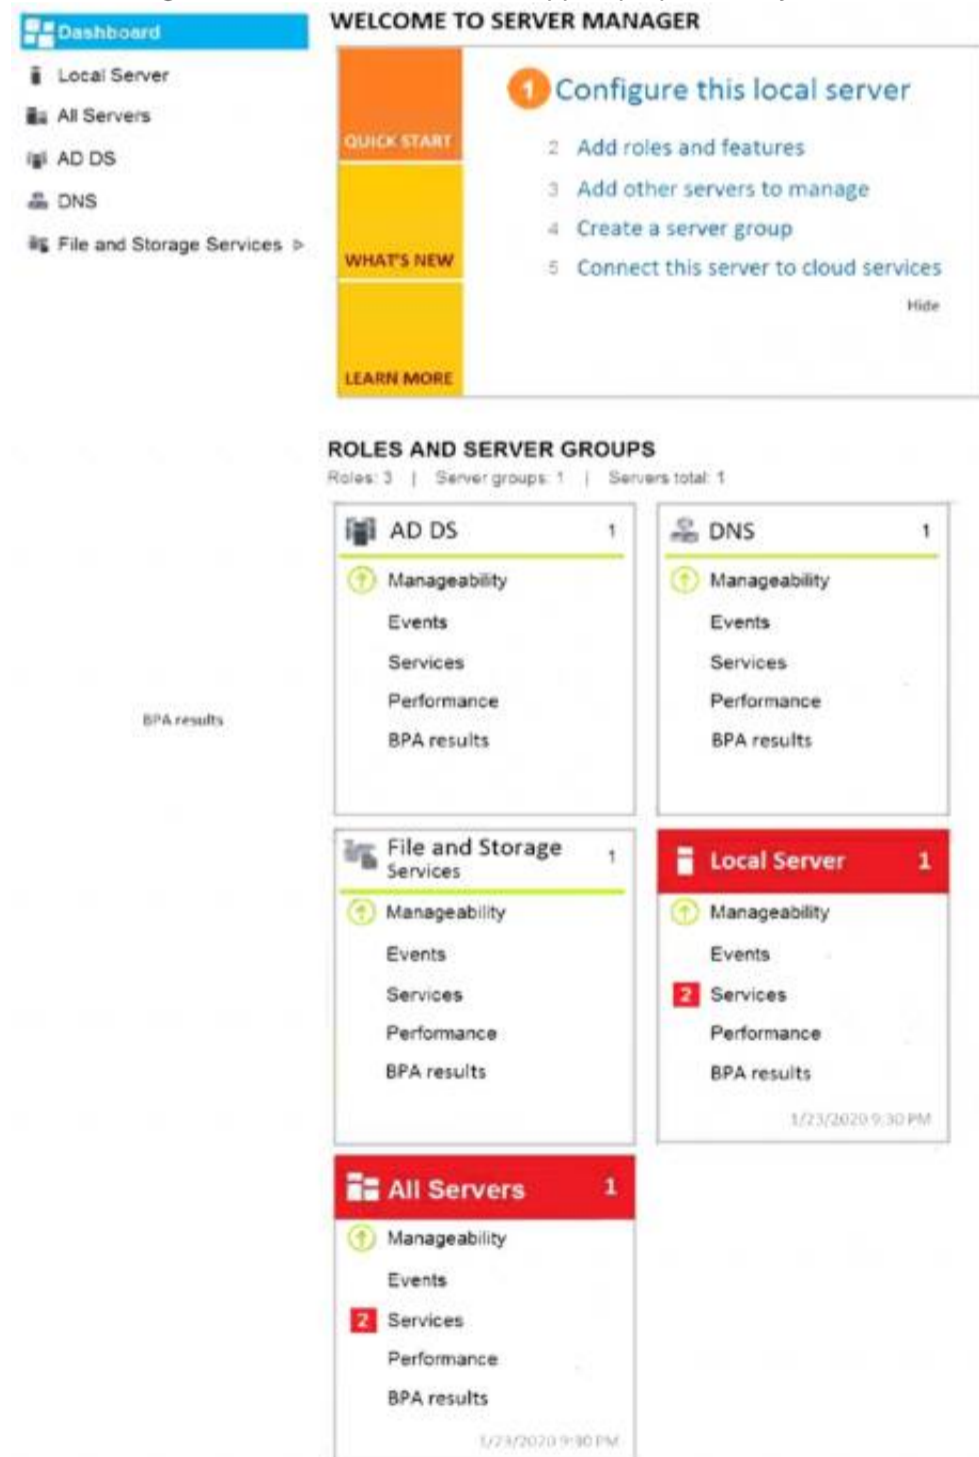 Dashboard
Local Server
All Servers
AD DS
DNS
File and Storage Services
WELCOME TO SERVER MANAGER
QUICK START
WHAT'S NEW
LEARN MORE
1 Configure this local server
2 Add roles and features
3 Add other servers to manage
4 Create a server group
5 Connect this server to cloud services
Hide
ROLES AND SERVER GROUPS
Roles: 3 | Server groups: 1 | Servers total: 1
AD DS 1
Manageability
Events
Services
Performance
BPA results
DNS 1
Manageability
Events
Services
Performance
BPA results
BPA results
File and Storage
Services 1
Manageability
Events
Services
Performance
BPA results
Local Server 1
Manageability
Events
2 Services
Performance
BPA results
1/23/2020 9:30 PM
All Servers 1
Manageability
Events
2 Services
Performance
BPA results
1/23/2020 9:30 PM